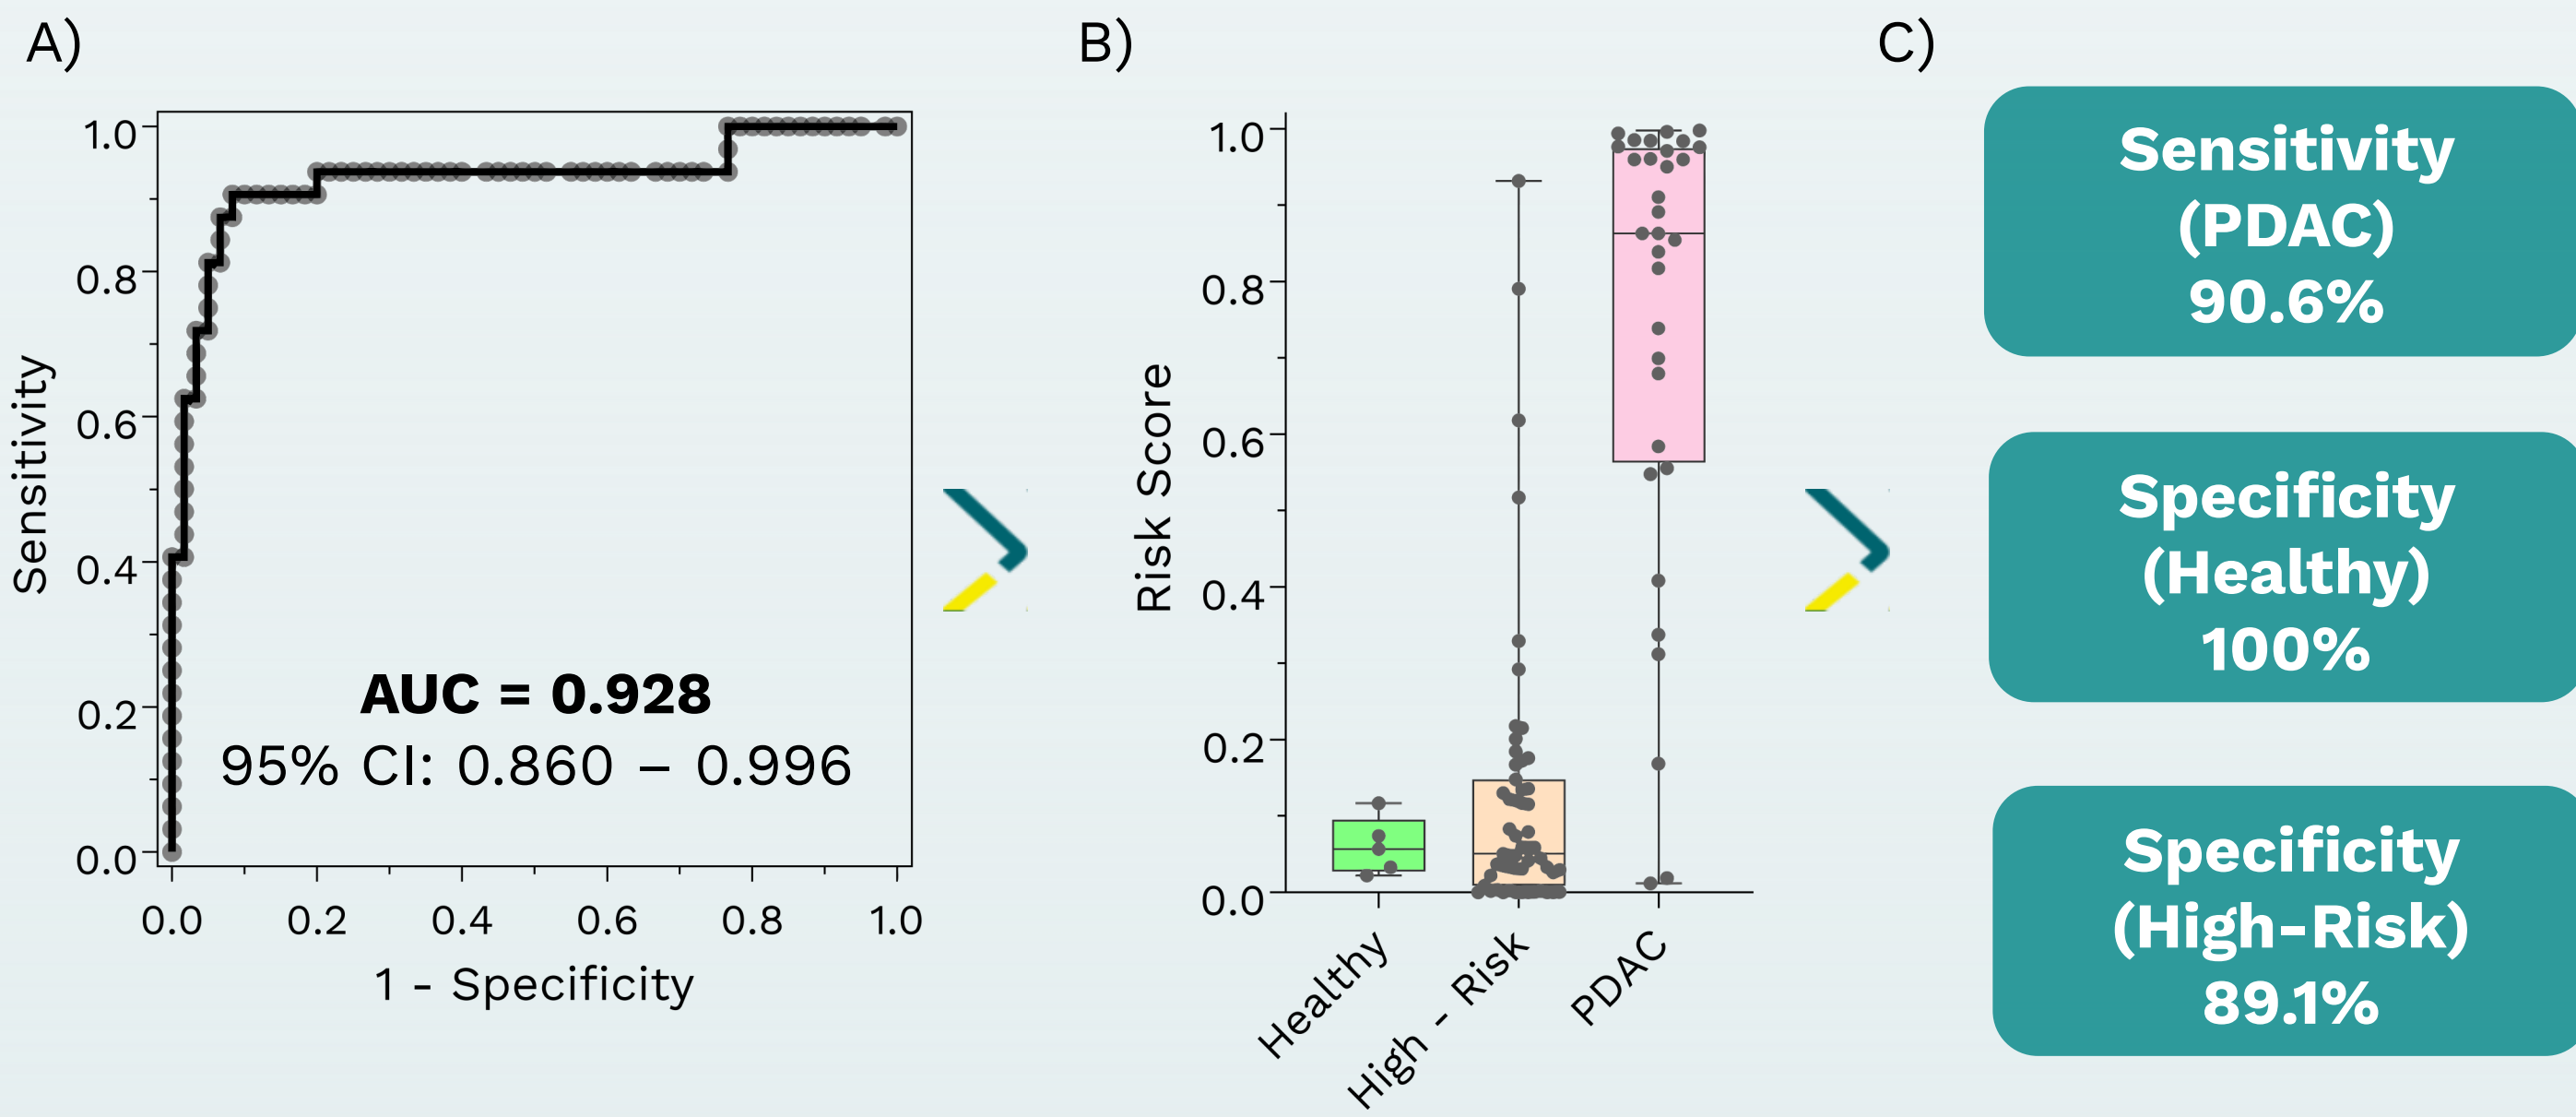 A)
1.0
0.8
0.6
0.4
0.2
0.0
Sensitivity
AUC = 0.928
95% CI: 0.860 – 0.996
0.0 0.2 0.4 0.6 0.8 1.0
1 - Specificity
B)
1.0
0.8
0.6
0.4
0.2
0.0
Risk Score
Healthy
High - Risk
PDAC
C)
Sensitivity
(PDAC)
90.6%
Specificity
(Healthy)
100%
Specificity
(High-Risk)
89.1%